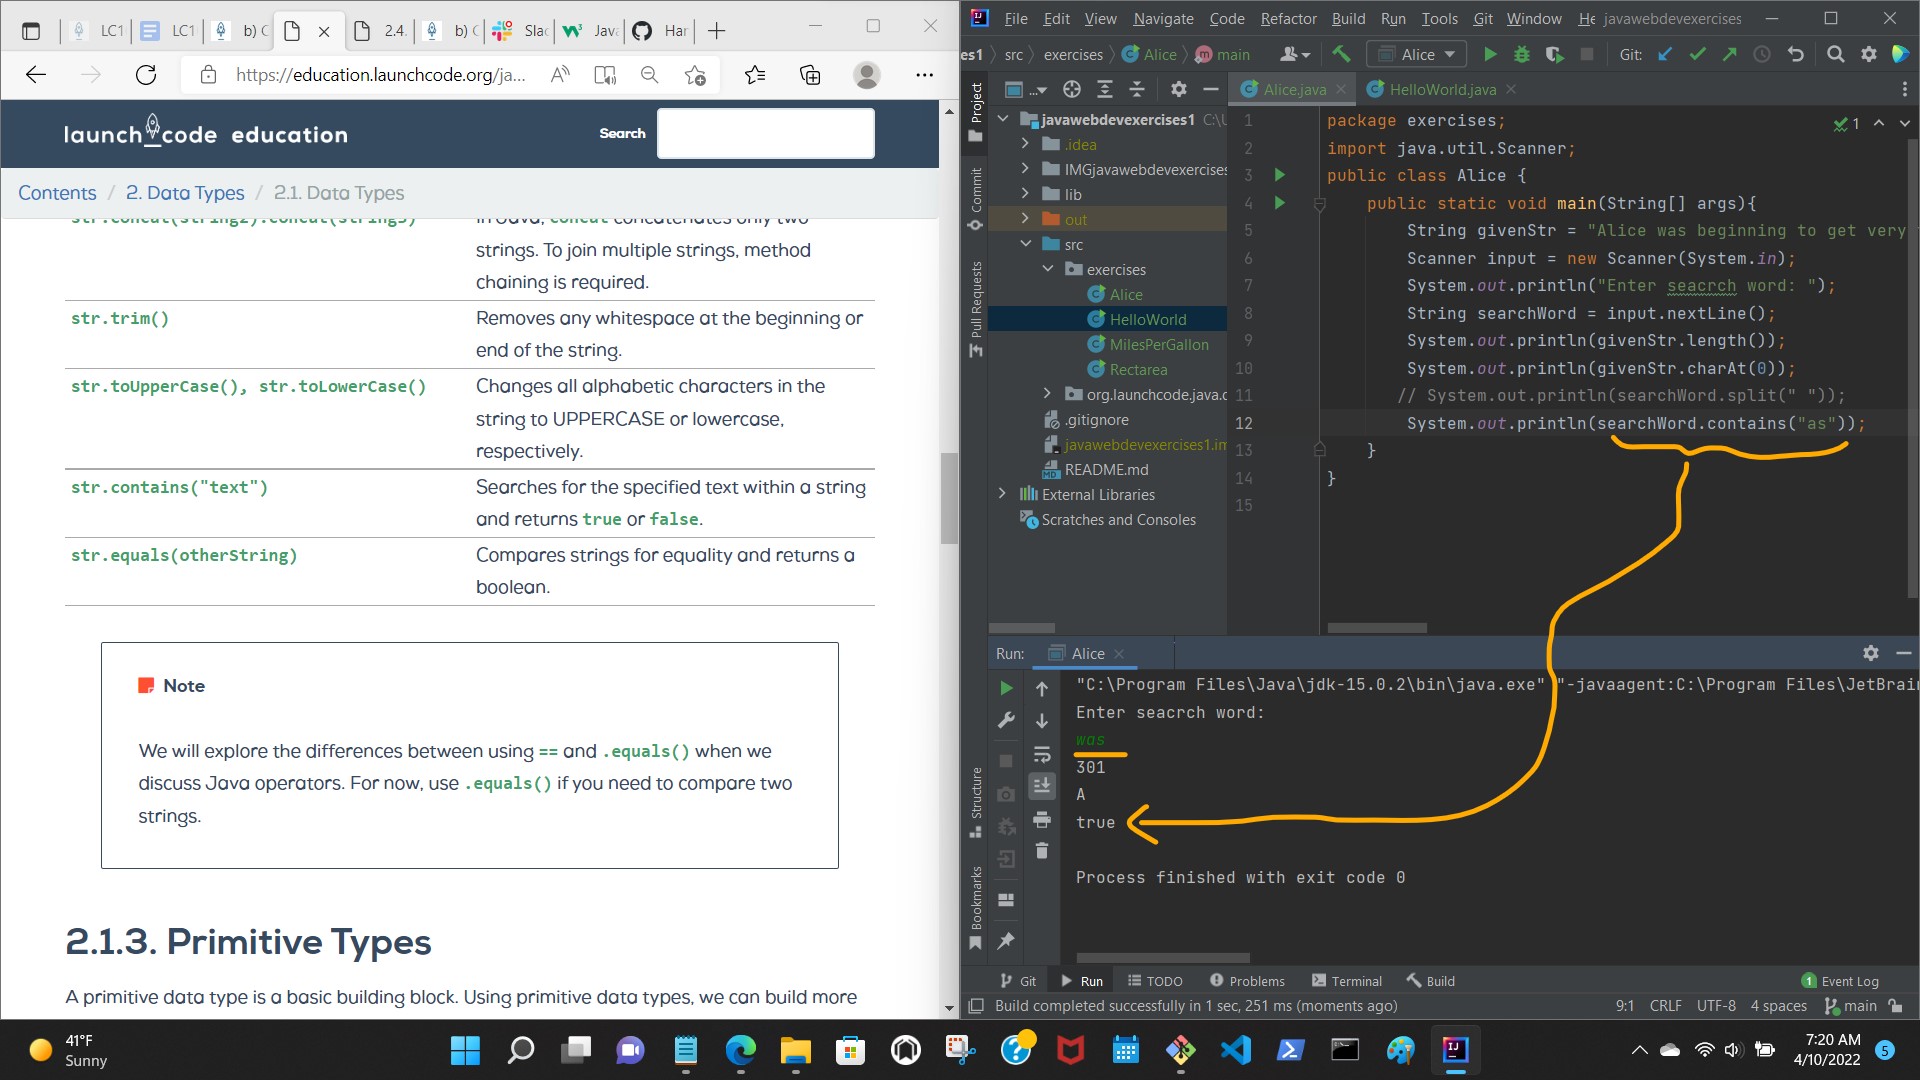 LC1
LC1
b) C
2.4.
b) C
Slac
Java
Har
https://education.launchcode.org/ja...
launch code education
Search
Contents / 2. Data Types / 2.1. Data Types
str.concat(string2).concat(string3)
In Java, concat concatenates only two
strings. To join multiple strings, method
chaining is required.
str.trim()
Removes any whitespace at the beginning or
end of the string.
str.toUpperCase(), str.toLowerCase()
Changes all alphabetic characters in the
string to UPPERCASE or lowercase,
respectively.
str.contains("text")
Searches for the specified text within a string
and returns true or false.
str.equals(otherString)
Compares strings for equality and returns a
boolean.
Note
We will explore the differences between using == and .equals() when we
discuss Java operators. For now, use .equals() if you need to compare two
strings.
2.1.3. Primitive Types
A primitive data type is a basic building block. Using primitive data types, we can build more
File Edit View Navigate Code Refactor Build Run Tools Git Window He javawebdevexercises
es1 src exercises Alice main Alice Git:
Project
Commit
Pull Requests
Structure
Bookmarks
...
Alice.java
HelloWorld.java
javawebdevexercises1 C:\U
.idea
IMGjavawebdevexercises
lib
out
src
exercises
Alice
HelloWorld
MilesPerGallon
Rectarea
org.launchcode.java.d
.gitignore
javawebdevexercises1.im
README.md
External Libraries
Scratches and Consoles
1 package exercises;
2 import java.util.Scanner;
3 public class Alice {
4 public static void main(String[] args){
5 String givenStr = "Alice was beginning to get very
6 Scanner input = new Scanner(System.in);
7 System.out.println("Enter seacrch word: ");
8 String searchWord = input.nextLine();
9 System.out.println(givenStr.length());
10 System.out.println(givenStr.charAt(0));
11 // System.out.println(searchWord.split(" "));
12 System.out.println(searchWord.contains("as"));
13 }
14 }
15
1
Run: Alice
"C:\Program Files\Java\jdk-15.0.2\bin\java.exe" "-javaagent:C:\Program Files\JetBrain
Enter seacrch word:
was
301
A
true
Process finished with exit code 0
Git Run TODO Problems Terminal Build 1 Event Log
Build completed successfully in 1 sec, 251 ms (moments ago) 9:1 CRLF UTF-8 4 spaces main
41°F
Sunny
7:20 AM
4/10/2022
5